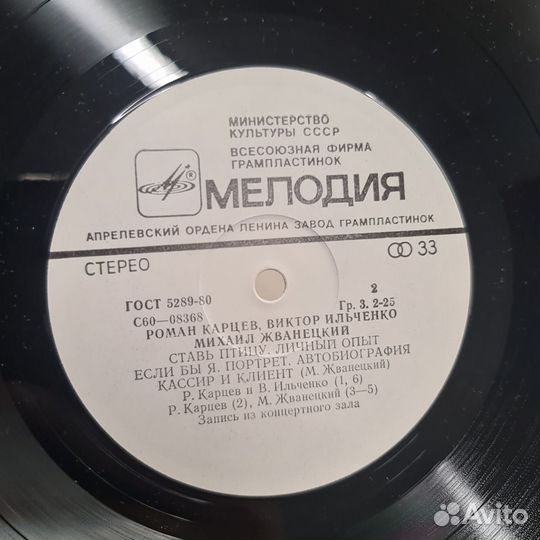 МИНИСТЕРСТВО
КУЛЬТУРЫ СССР
ВСЕСОЮЗНАЯ ФИРМА
ГРАМПЛАСТИНОК
®
МЕЛОДИЯ
АПРЕЛЕВСКИЙ ОРДЕНА ЛЕНИНА ЗАВОД ГРАМПЛАСТИНОК
СТЕРЕО 33
ГОСТ 5289-80 2
С60—08368 Гр. 3. 2-25
РОМАН КАРЦЕВ, ВИКТОР ИЛЬЧЕНКО
МИХАИЛ ЖВАНЕЦКИЙ
СТАВЬ ПТИЦУ. ЛИЧНЫЙ ОПЫТ
ЕСЛИ БЫ Я. ПОРТРЕТ. АВТОБИОГРАФИЯ
КАССИР И КЛИЕНТ (М. Жванецкий)
Р. Карцев и В. Ильченко (1, 6)
Р. Карцев (2), М. Жванецкий (3—5)
Запись из концертного зала
Avito